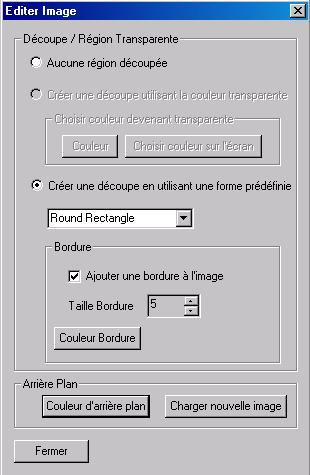 Editer Image
Découpe / Région Transparente
Aucune région découpée
Créer une découpe utilisant la couleur transparente
Choisir couleur devenant transparente
Couleur
Choisir couleur sur l'écran
Créer une découpe en utilisant une forme prédéfinie
Round Rectangle
Bordure
Ajouter une bordure à l'image
Taille Bordure
5
Couleur Bordure
Arrière Plan
Couleur d'arrière plan
Charger nouvelle image
Fermer